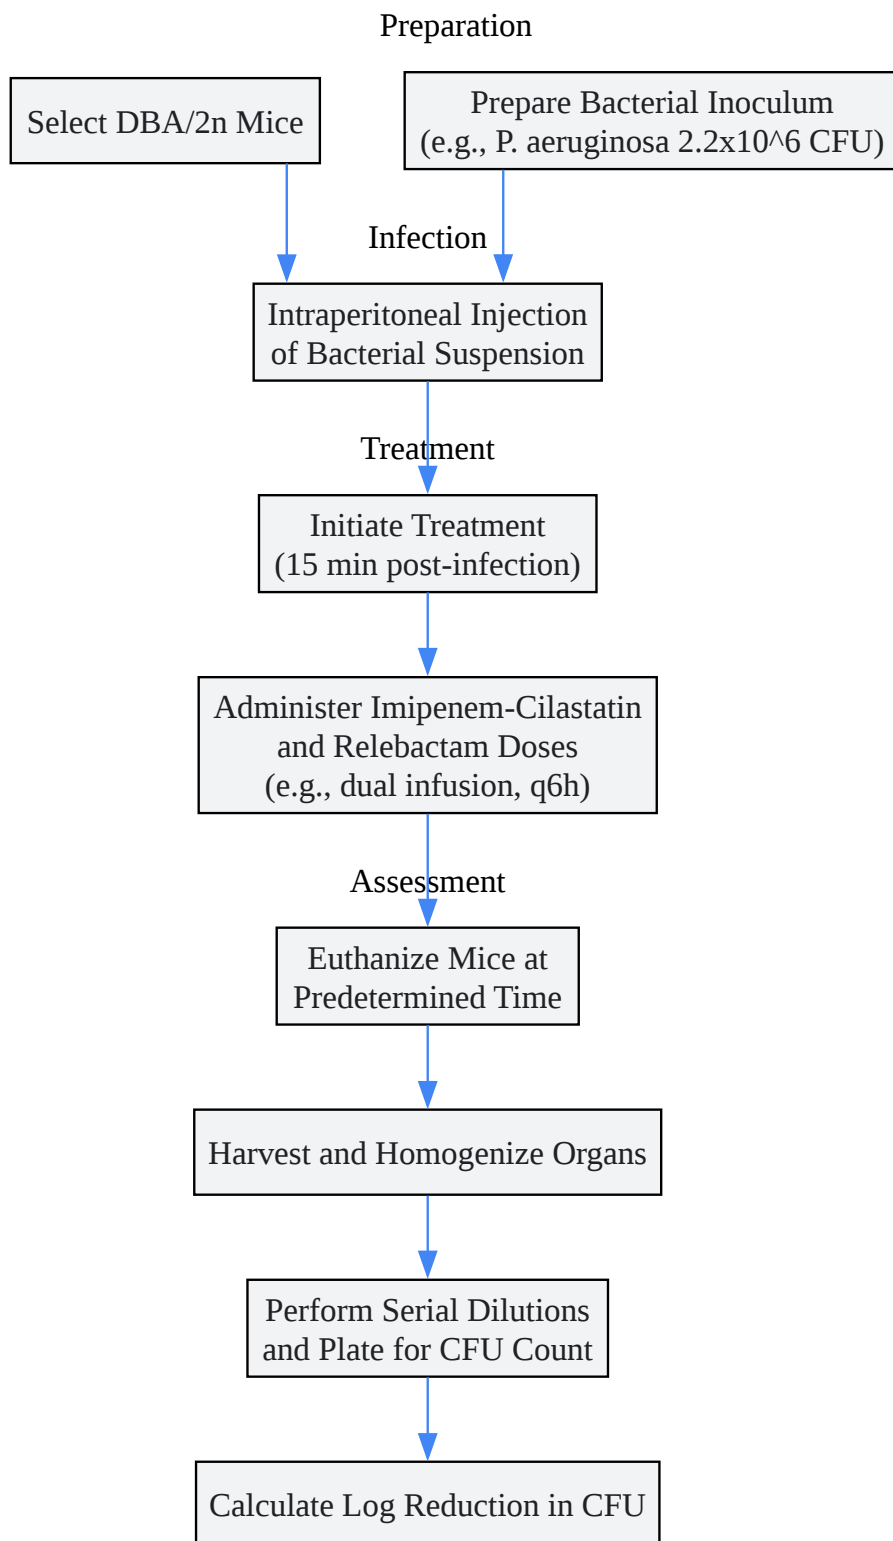 Preparation
Select DBA/2n Mice
Prepare Bacterial Inoculum
(e.g., P. aeruginosa 2.2x10^6 CFU)
Infection
Intraperitoneal Injection
of Bacterial Suspension
Treatment
Initiate Treatment
(15 min post-infection)
Administer Imipenem-Cilastatin
and Relebactam Doses
(e.g., dual infusion, q6h)
Assessment
Euthanize Mice at
Predetermined Time
Harvest and Homogenize Organs
Perform Serial Dilutions
and Plate for CFU Count
Calculate Log Reduction in CFU